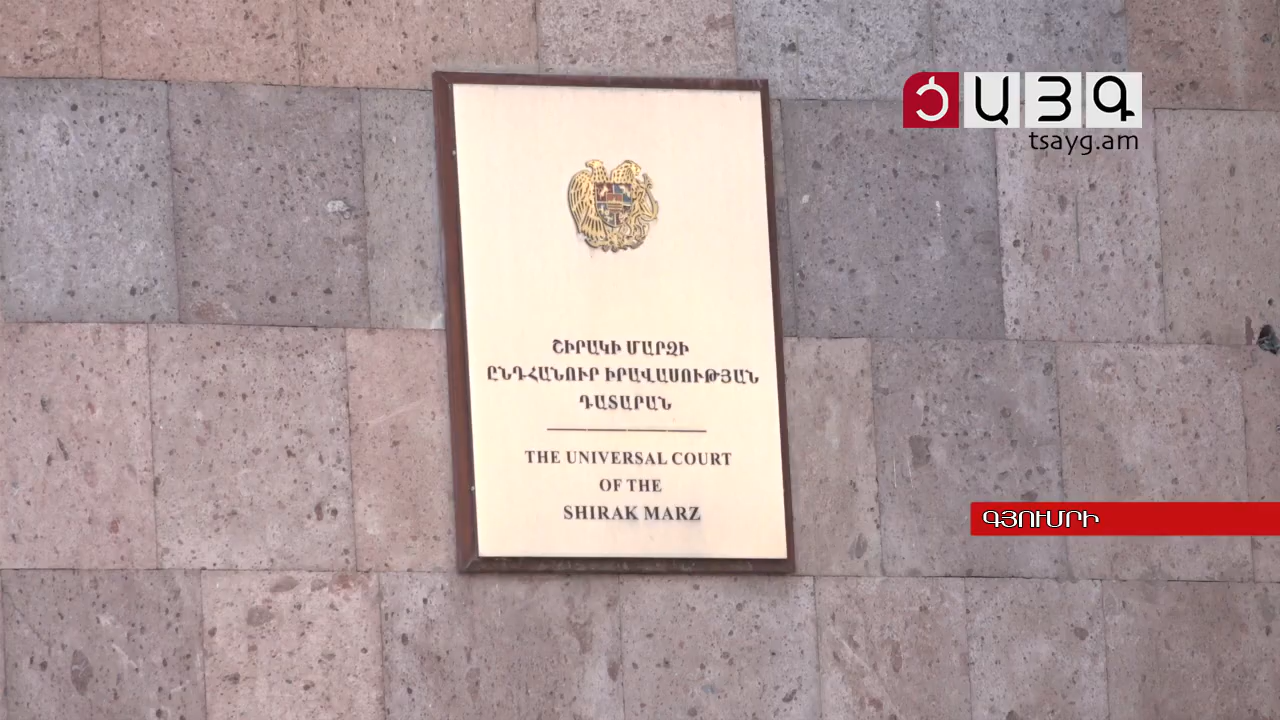 ԾԱՅԳ
tsayg.am
ՇԻՐԱԿԻ ՄԱՐԶԻ
ԸՆԴՀԱՆՈՒՐ ԻՐԱՎԱՍՈՒԹՅԱՆ
ԴԱՏԱՐԱՆ
THE UNIVERSAL COURT
OF THE
SHIRAK MARZ
ԳՅՈՒՄՐԻ